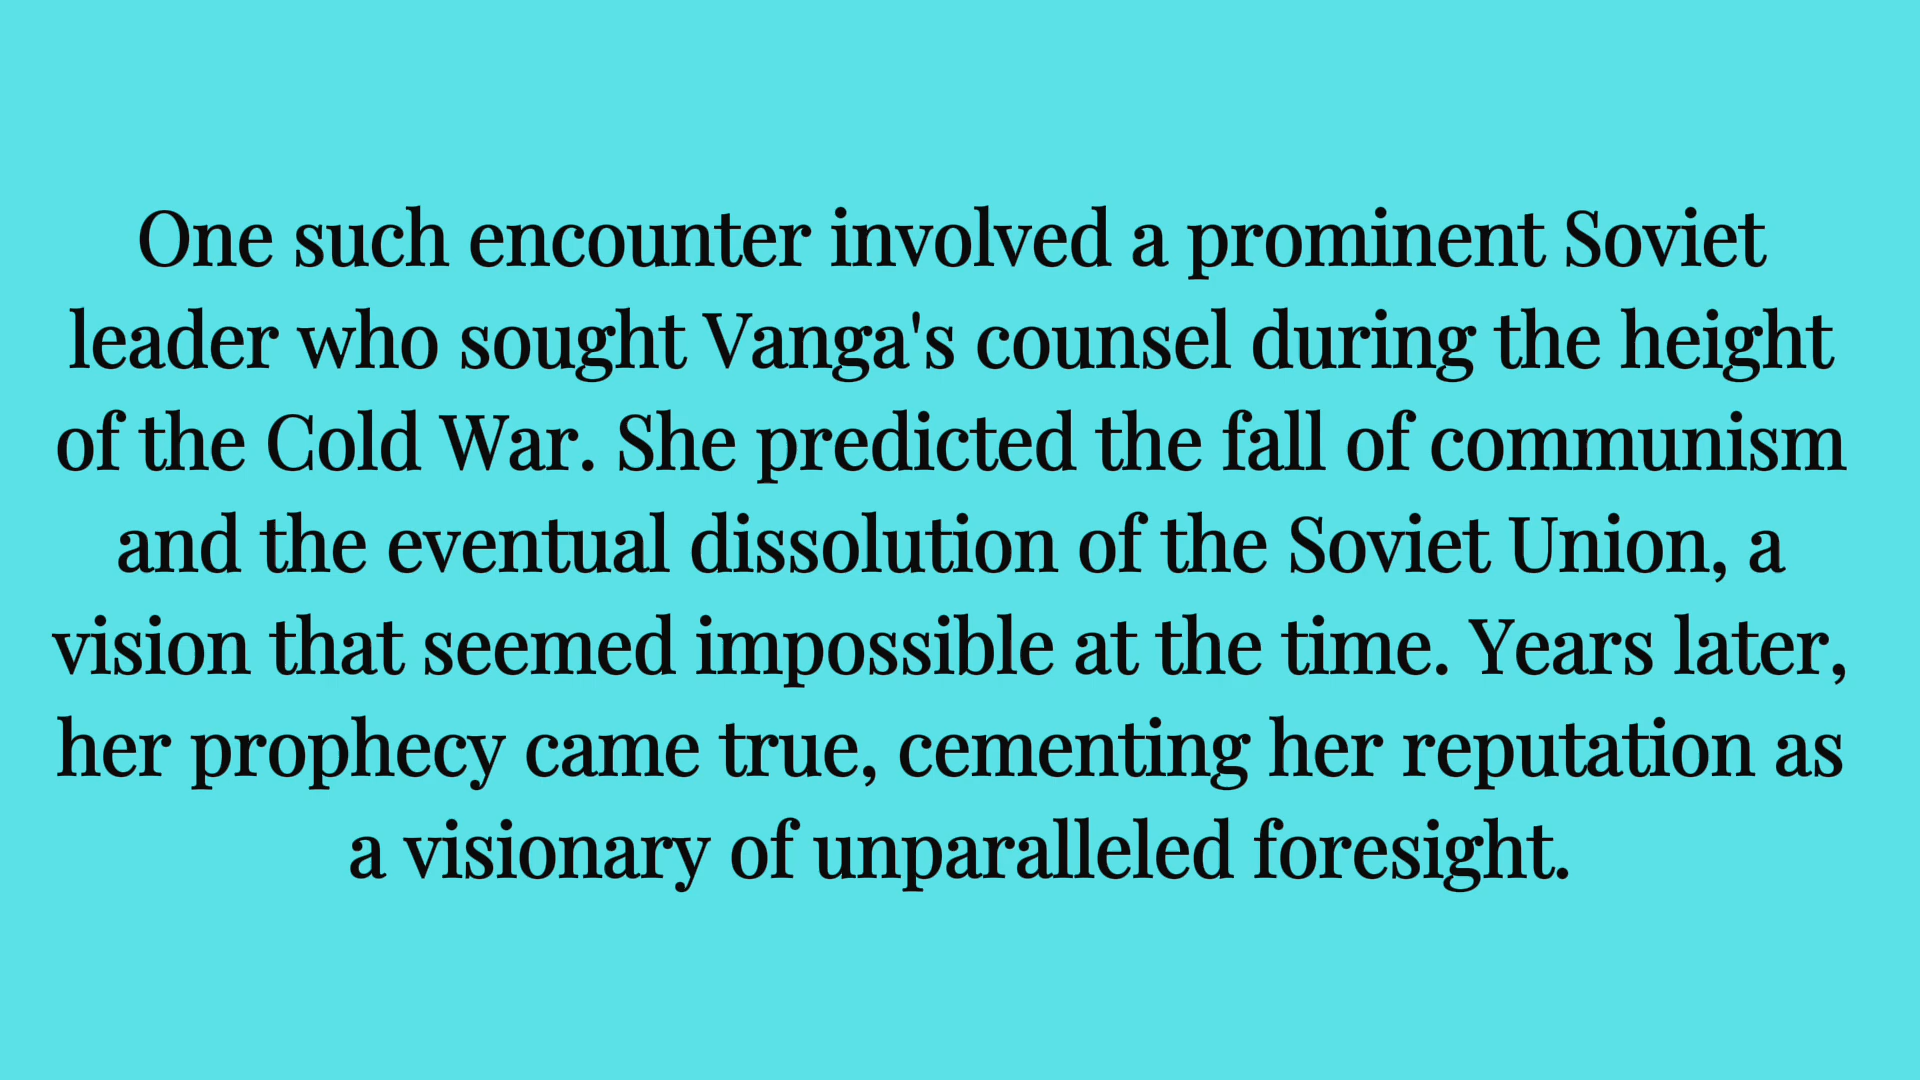 One such encounter involved a prominent Soviet
leader who sought Vanga's counsel during the height
of the Cold War. She predicted the fall of communism
and the eventual dissolution of the Soviet Union, a
vision that seemed impossible at the time. Years later,
her prophecy came true, cementing her reputation as
a visionary of unparalleled foresight.